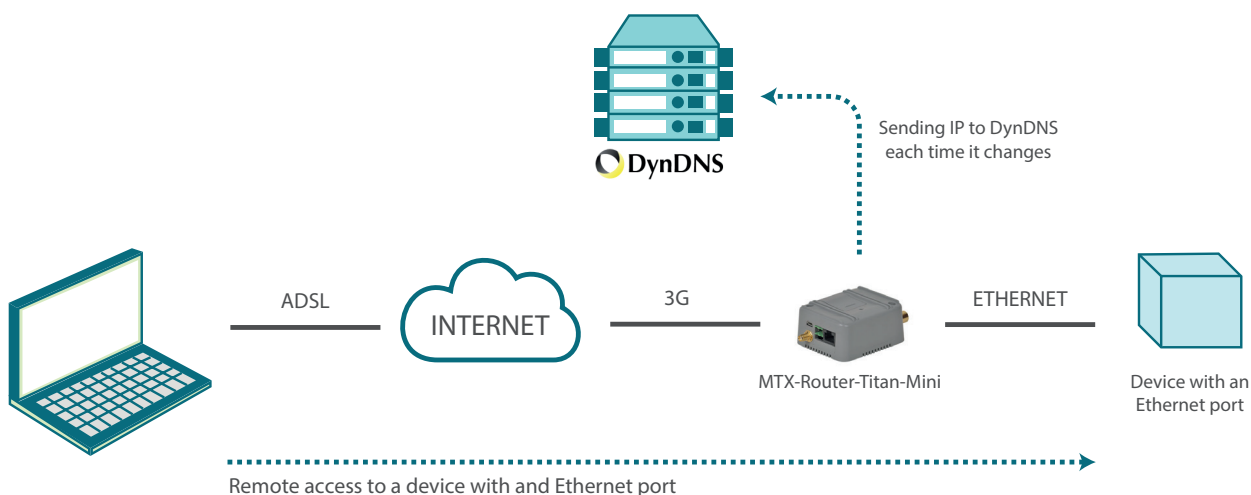 DynDNS
Sending IP to DynDNS
each time it changes
ADSL
INTERNET
3G
ETHERNET
MTX-Router-Titan-Mini
Device with an
Ethernet port
Remote access to a device with and Ethernet port